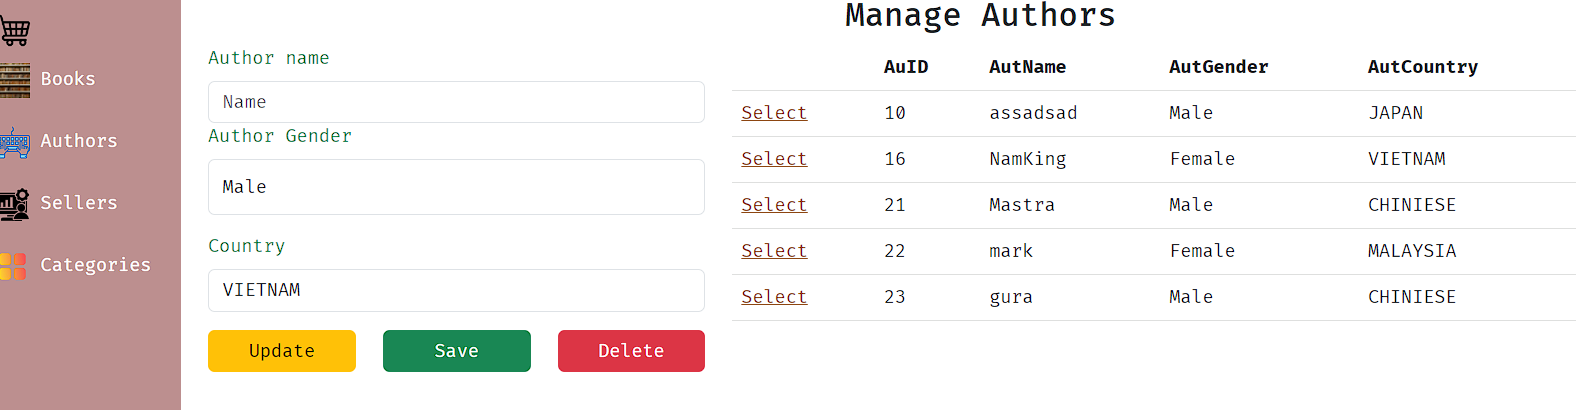 Manage Authors
Books
Authors
Sellers
Categories
Author name
Name
Author Gender
Male
Country
VIETNAM
Update Save Delete
AuID AutName AutGender AutCountry
Select 10 assadsad Male JAPAN
Select 16 NamKing Female VIETNAM
Select 21 Mastra Male CHINIESE
Select 22 mark Female MALAYSIA
Select 23 gura Male CHINIESE